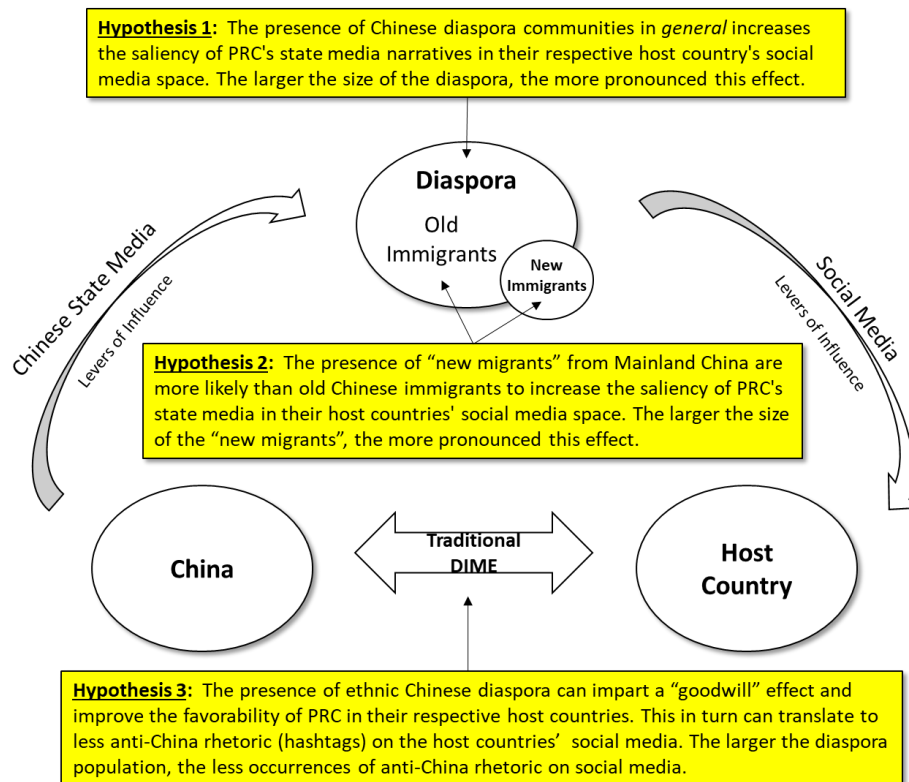 Hypothesis 1: The presence of Chinese diaspora communities in general increases
the saliency of PRC's state media narratives in their respective host country's social
media space. The larger the size of the diaspora, the more pronounced this effect.
Diaspora
Old
Immigrants
New
Immigrants
Chinese State Media
Levers of Influence
Social Media
Levers of Influence
Hypothesis 2: The presence of “new migrants” from Mainland China are
more likely than old Chinese immigrants to increase the saliency of PRC's
state media in their host countries' social media space. The larger the size
of the “new migrants”, the more pronounced this effect.
China
Traditional
DIME
Host
Country
Hypothesis 3: The presence of ethnic Chinese diaspora can impart a “goodwill” effect and
improve the favorability of PRC in their respective host countries. This in turn can translate to
less anti-China rhetoric (hashtags) on the host countries’ social media. The larger the diaspora
population, the less occurrences of anti-China rhetoric on social media.